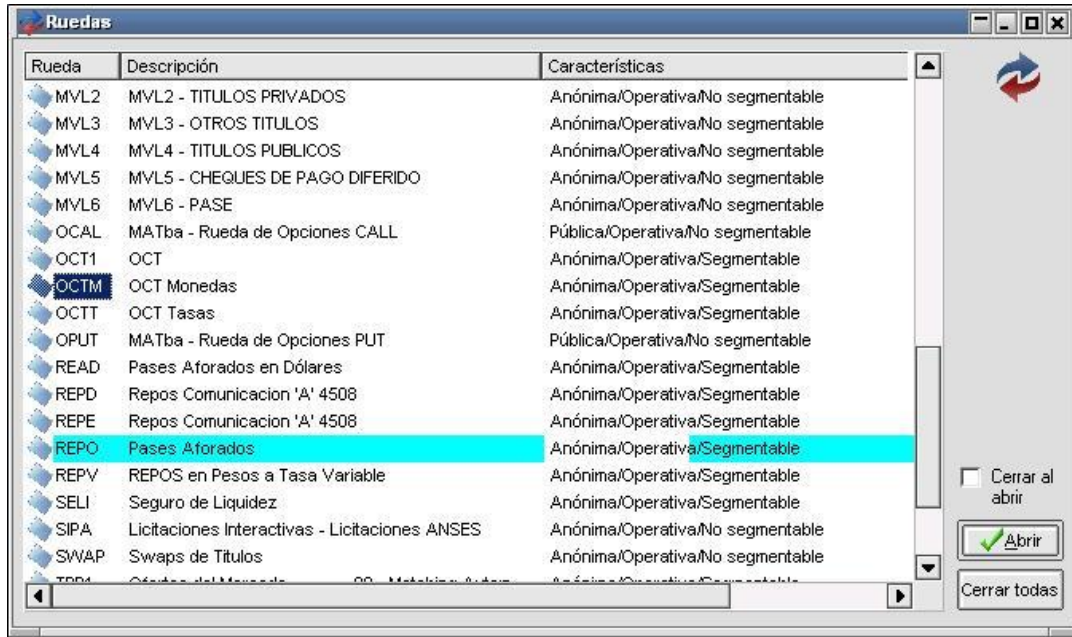 Ruedas
Rueda Descripción Características
MVL2 MVL2 - TITULOS PRIVADOS Anónima/Operativa/No segmentable
MVL3 MVL3 - OTROS TITULOS Anónima/Operativa/No segmentable
MVL4 MVL4 - TITULOS PUBLICOS Anónima/Operativa/No segmentable
MVL5 MVL5 - CHEQUES DE PAGO DIFERIDO Anónima/Operativa/No segmentable
MVL6 MVL6 - PASE Anónima/Operativa/No segmentable
OCAL MATba - Rueda de Opciones CALL Pública/Operativa/No segmentable
OCT1 OCT Anónima/Operativa/Segmentable
OCTM OCT Monedas Anónima/Operativa/Segmentable
OCTT OCT Tasas Anónima/Operativa/Segmentable
OPUT MATba - Rueda de Opciones PUT Pública/Operativa/No segmentable
READ Pases Aforados en Dólares Anónima/Operativa/Segmentable
REPD Repos Comunicacion 'A' 4508 Anónima/Operativa/Segmentable
REPE Repos Comunicacion 'A' 4508 Anónima/Operativa/Segmentable
REPO Pases Aforados Anónima/Operativa/Segmentable
REPV REPOS en Pesos a Tasa Variable Anónima/Operativa/Segmentable
SELI Seguro de Liquidez Anónima/Operativa/Segmentable
SIPA Licitaciones Interactivas - Licitaciones ANSES Anónima/Operativa/No segmentable
SWAP Swaps de Titulos Anónima/Operativa/Segmentable
Cerrar al
abrir
Abrir
Cerrar todas